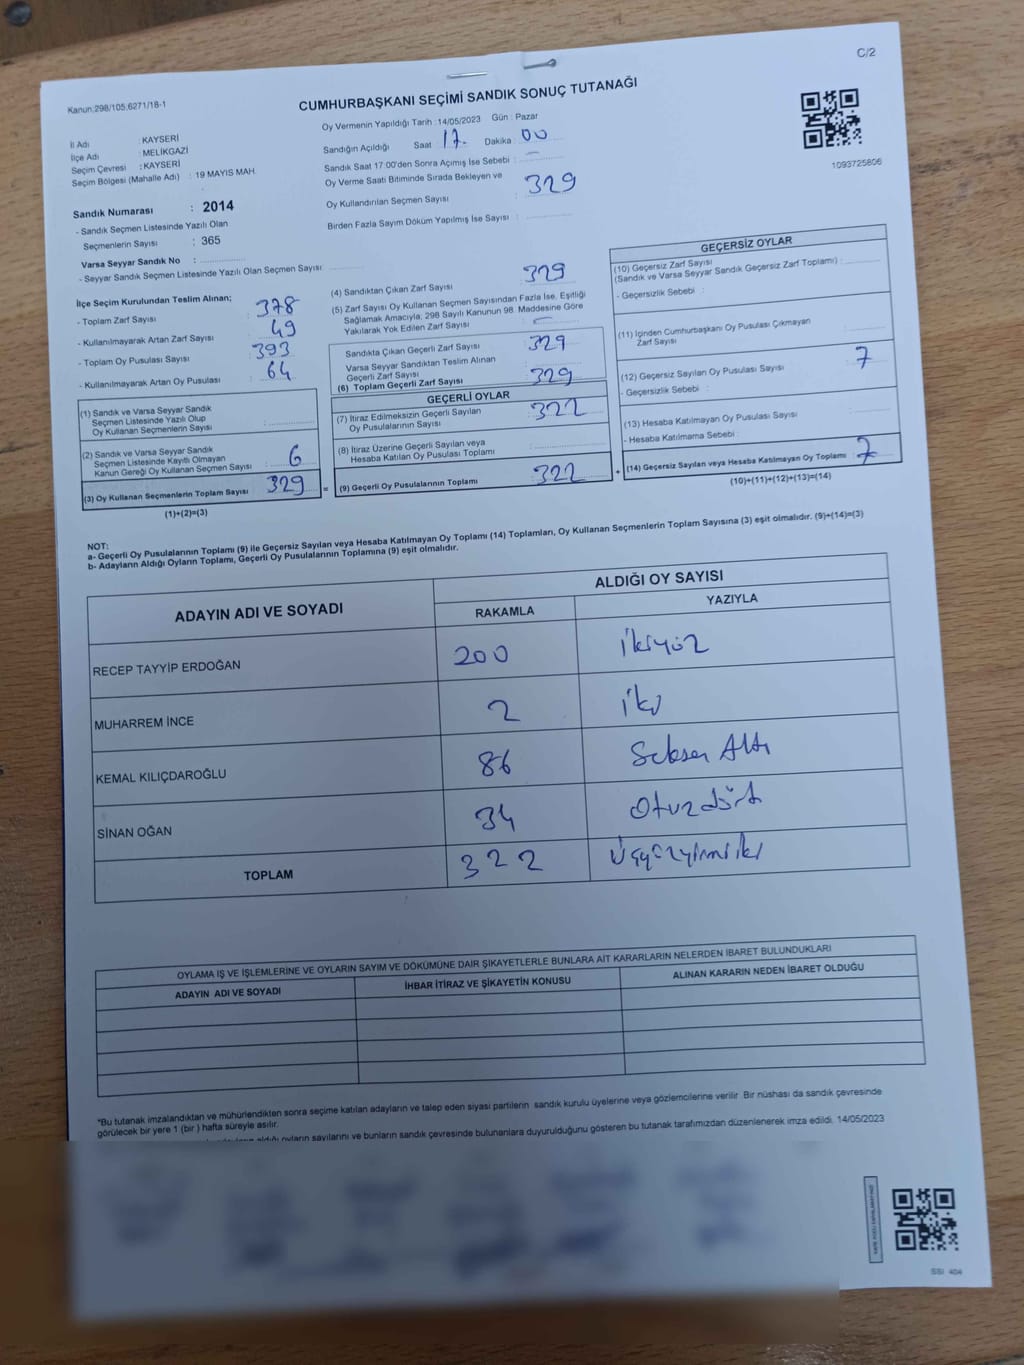 C/2
Kanun:298/105,6271/18-1
CUMHURBAŞKANI SEÇİMİ SANDIK SONUÇ TUTANAĞI
İl Adı : KAYSERİ
İlçe Adı : MELİKGAZİ
Seçim Çevresi : KAYSERİ
Seçim Bölgesi (Mahalle Adı) : 19 MAYIS MAH.
Oy Vermenin Yapıldığı Tarih :14/05/2023 Gün : Pazar
Sandığın Açıldığı Saat 17. Dakika : 00
Sandık Saat 17:00'den Sonra Açımış İse Sebebi : —
Oy Verme Saati Bitiminde Sırada Bekleyen ve
Oy Kullandırılan Seçmen Sayısı : 329
Birden Fazla Sayım Döküm Yapılmış İse Sayısı :
1093725806
Sandık Numarası : 2014
- Sandık Seçmen Listesinde Yazılı Olan
Seçmenlerin Sayısı : 365
Varsa Seyyar Sandık No :
- Seyyar Sandık Seçmen Listesinde Yazılı Olan Seçmen Sayısı:
İlçe Seçim Kurulundan Teslim Alınan;
- Toplam Zarf Sayısı : 378
- Kullanılmayarak Artan Zarf Sayısı : 49
- Toplam Oy Pusulası Sayısı : 393
- Kullanılmayarak Artan Oy Pusulası : 64
(1) Sandık ve Varsa Seyyar Sandık
Seçmen Listesinde Yazılı Olup
Oy Kullanan Seçmenlerin Sayısı :
(2) Sandık ve Varsa Seyyar Sandık
Seçmen Listesinde Kayıtlı Olmayan
Kanun Gereği Oy Kullanan Seçmen Sayısı : 6
(3) Oy Kullanan Seçmenlerin Toplam Sayısı : 329
(1)+(2)=(3)
(4) Sandıktan Çıkan Zarf Sayısı : 329
(5) Zarf Sayısı Oy Kullanan Seçmen Sayısından Fazla İse, Eşitliği
Sağlamak Amacıyla, 298 Sayılı Kanunun 98. Maddesine Göre
Yakılarak Yok Edilen Zarf Sayısı : —
Sandıkta Çıkan Geçerli Zarf Sayısı : 329
Varsa Seyyar Sandıktan Teslim Alınan
Geçerli Zarf Sayısı
(6) Toplam Geçerli Zarf Sayısı : 329
GEÇERLİ OYLAR
(7) İtiraz Edilmeksizin Geçerli Sayılan
Oy Pusulalarının Sayısı : 322
(8) İtiraz Üzerine Geçerli Sayılan veya
Hesaba Katılan Oy Pusulası Toplamı
= (9) Geçerli Oy Pusulalarının Toplamı : 322
GEÇERSİZ OYLAR
(10) Geçersiz Zarf Sayısı
(Sandık ve Varsa Seyyar Sandık Geçersiz Zarf Toplamı) :
- Geçersizlik Sebebi :
(11) İçinden Cumhurbaşkanı Oy Pusulası Çıkmayan
Zarf Sayısı
(12) Geçersiz Sayılan Oy Pusulası Sayısı : 7
- Geçersizlik Sebebi :
(13) Hesaba Katılmayan Oy Pusulası Sayısı :
- Hesaba Katılmama Sebebi :
+ (14) Geçersiz Sayılan veya Hesaba Katılmayan Oy Toplamı : 7
(10)+(11)+(12)+(13)=(14)
NOT:
a- Geçerli Oy Pusulalarının Toplamı (9) ile Geçersiz Sayılan veya Hesaba Katılmayan Oy Toplamı (14) Toplamları, Oy Kullanan Seçmenlerin Toplam Sayısına (3) eşit olmalıdır. (9)+(14)=(3)
b- Adayların Aldığı Oyların Toplamı, Geçerli Oy Pusulalarının Toplamına (9) eşit olmalıdır.
ADAYIN ADI VE SOYADI ALDIĞI OY SAYISI
RAKAMLA YAZIYLA
RECEP TAYYİP ERDOĞAN 200 İkiyüz
MUHARREM İNCE 2 İki
KEMAL KILIÇDAROĞLU 86 Seksen Altı
SİNAN OĞAN 34 Otuzdört
TOPLAM 322 Üçyüzyirmi iki
OYLAMA İŞ VE İŞLEMLERİNE VE OYLARIN SAYIM VE DÖKÜMÜNE DAİR ŞİKAYETLERLE BUNLARA AİT KARARLARIN NELERDEN İBARET BULUNDUKLARI
ADAYIN ADI VE SOYADI İHBAR İTİRAZ VE ŞİKAYETİN KONUSU ALINAN KARARIN NEDEN İBARET OLDUĞU
"Bu tutanak imzalandıktan ve mühürlendikten sonra seçime katılan adayların ve talep eden siyasi partilerin sandık kurulu üyelerine veya gözlemcilerine verilir. Bir nüshası da sandık çevresinde
görülecek bir yere 1 (bir ) hafta süreyle asılır.
aldığı oyların sayılarını ve bunların sandık çevresinde bulunanlara duyurulduğunu gösteren bu tutanak tarafımızdan düzenlenerek imza edildi. 14/05/2023
SSI 404